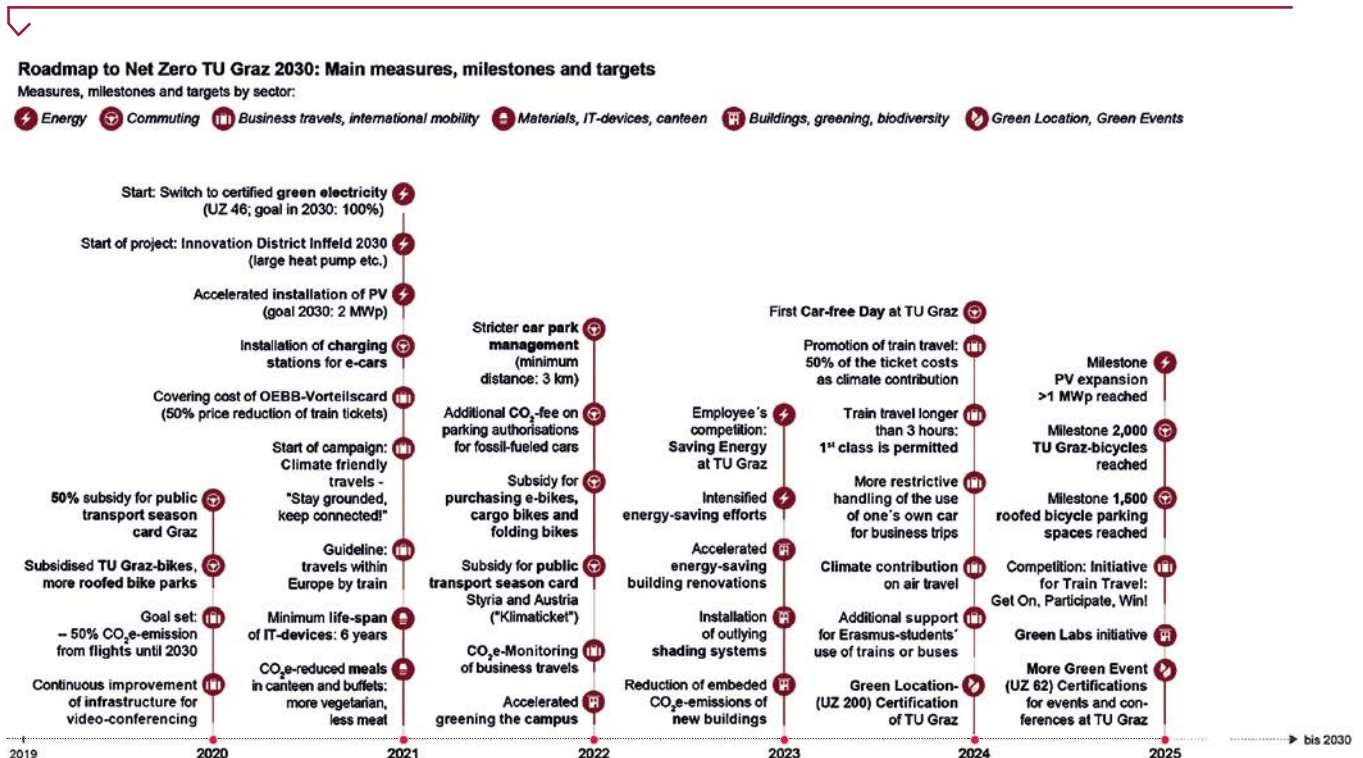 Roadmap to Net Zero TU Graz 2030: Main measures, milestones and targets
Measures, milestones and targets by sector:
Energy
Commuting
Business travels, international mobility
Materials, IT-devices, canteen
Buildings, greening, biodiversity
Green Location, Green Events
50% subsidy for public
transport season
card Graz
Subsidised TU Graz-bikes,
more roofed bike parks
Goal set:
– 50% CO₂e-emission
from flights until 2030
Continuous improvement
of infrastructure for
video-conferencing
Start: Switch to certified green electricity
(UZ 46; goal in 2030: 100%)
Start of project: Innovation District Inffeld 2030
(large heat pump etc.)
Accelerated installation of PV
(goal 2030: 2 MWp)
Installation of charging
stations for e-cars
Covering cost of OEBB-Vorteilscard
(50% price reduction of train tickets)
Start of campaign:
Climate friendly
travels -
"Stay grounded,
keep connected!"
Guideline:
travels within
Europe by train
Minimum life-span
of IT-devices: 6 years
CO₂e-reduced meals
in canteen and buffets:
more vegetarian,
less meat
Stricter car park
management
(minimum
distance: 3 km)
Additional CO₂-fee on
parking authorisations
for fossil-fueled cars
Subsidy for
purchasing e-bikes,
cargo bikes and
folding bikes
Subsidy for public
transport season card
Styria and Austria
("Klimaticket")
CO₂e-Monitoring
of business travels
Accelerated
greening the campus
Employee´s
competition:
Saving Energy
at TU Graz
Intensified
energy-saving efforts
Accelerated
energy-saving
building renovations
Installation
of outlying
shading systems
Reduction of embeded
CO₂e-emissions of
new buildings
First Car-free Day at TU Graz
Promotion of train travel:
50% of the ticket costs
as climate contribution
Train travel longer
than 3 hours:
1st class is permitted
More restrictive
handling of the use
of one´s own car
for business trips
Climate contribution
on air travel
Additional support
for Erasmus-students´
use of trains or buses
Green Location-
(UZ 200) Certification
of TU Graz
Milestone
PV expansion
>1 MWp reached
Milestone 2,000
TU Graz-bicycles
reached
Milestone 1,500
roofed bicycle parking
spaces reached
Competition: Initiative
for Train Travel:
Get On, Participate, Win!
Green Labs initiative
More Green Event
(UZ 62) Certifications
for events and con-
ferences at TU Graz
2019
2020
2021
2022
2023
2024
2025
bis 2030